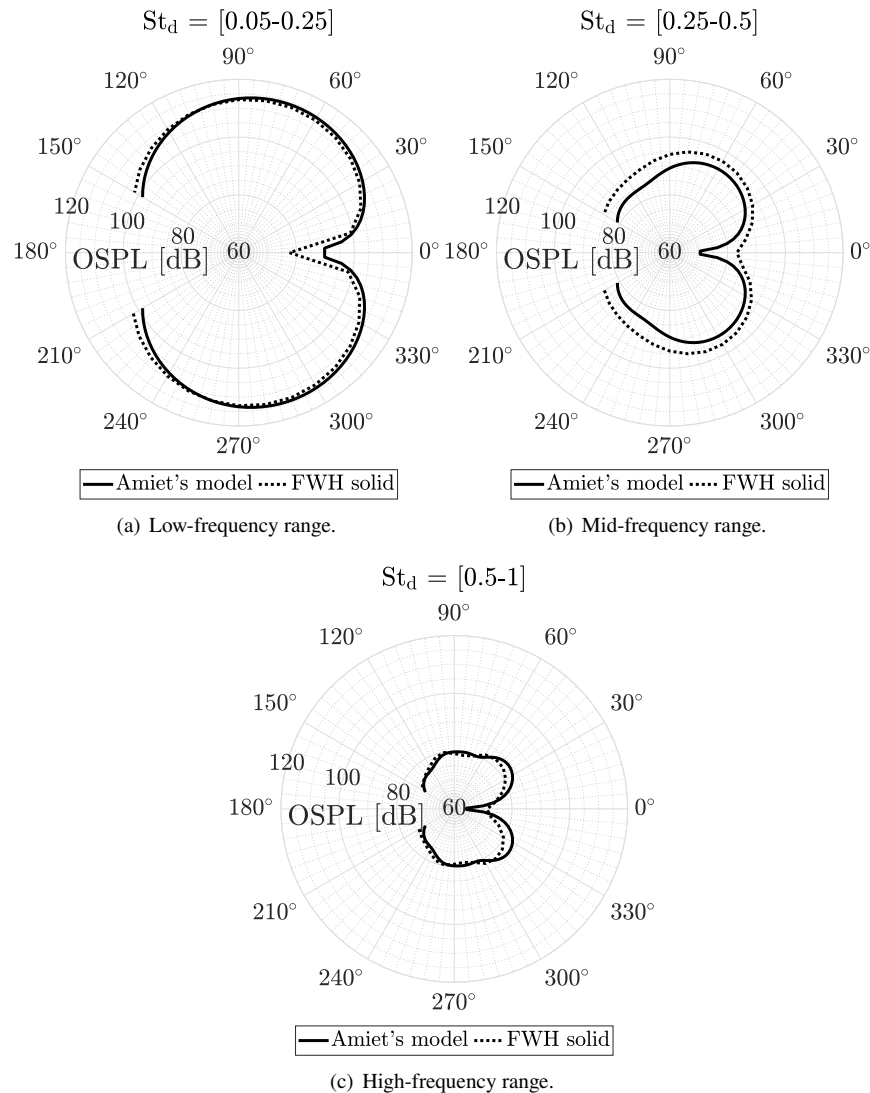 St_d = [0.05-0.25]
90°
120° 60°
150° 30°
120 100 80 60
180° 0°
OSPL [dB]
210° 330°
240° 300°
270°
Amiet's model FWH solid
(a) Low-frequency range.
St_d = [0.25-0.5]
90°
120° 60°
150° 30°
120 100 80 60
180° 0°
OSPL [dB]
210° 330°
240° 300°
270°
Amiet's model FWH solid
(b) Mid-frequency range.
St_d = [0.5-1]
90°
120° 60°
150° 30°
120 100 80 60
180° 0°
OSPL [dB]
210° 330°
240° 300°
270°
Amiet's model FWH solid
(c) High-frequency range.